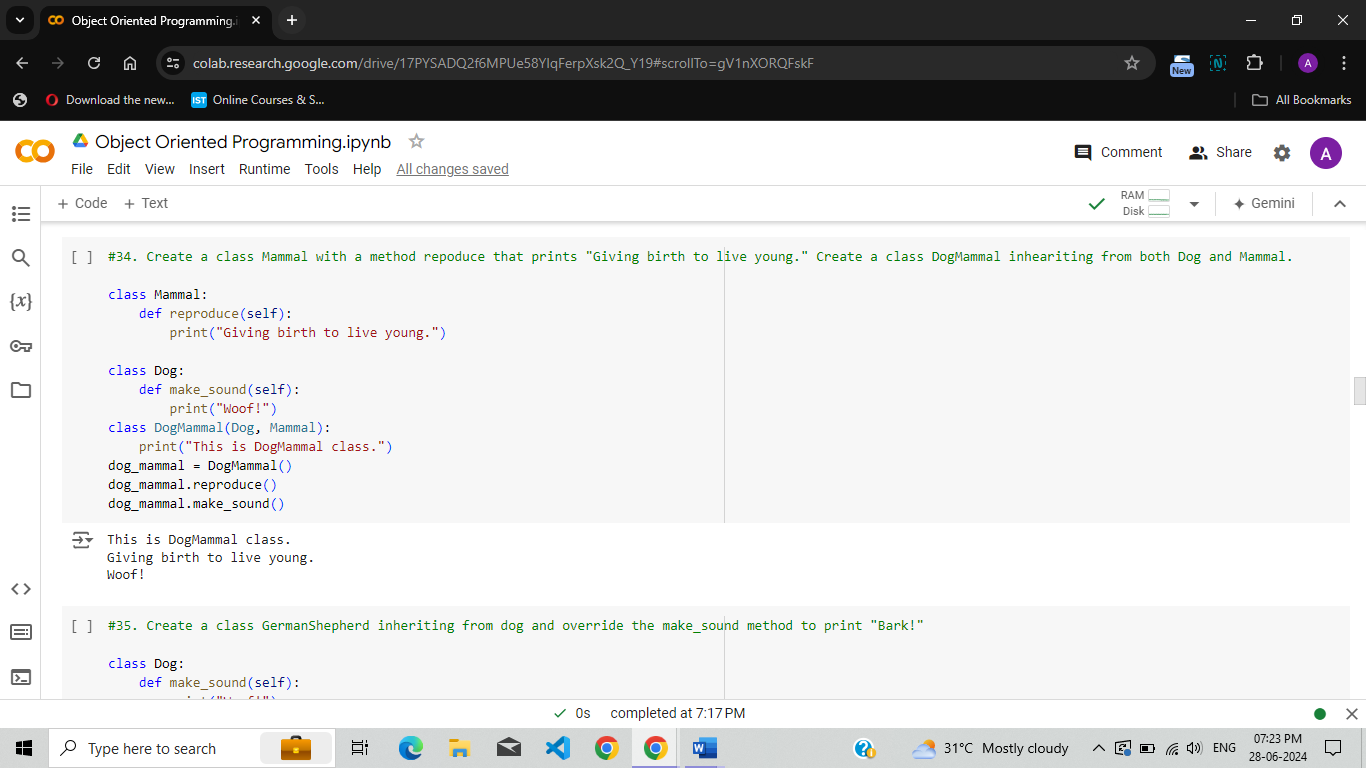 Object Oriented Programming.i
colab.research.google.com/drive/17PYSADQ2f6MPUe58YIqFerpXsk2Q_Y19#scrollTo=gV1nXORQFskF
New
N
A
Download the new...
IST
Online Courses & S...
All Bookmarks
Object Oriented Programming.ipynb
Comment
Share
A
File Edit View Insert Runtime Tools Help All changes saved
+ Code + Text
RAM
Disk
Gemini
{x}
[ ] #34. Create a class Mammal with a method repoduce that prints "Giving birth to live young." Create a class DogMammal inheariting from both Dog and Mammal.
class Mammal:
def reproduce(self):
print("Giving birth to live young.")
class Dog:
def make_sound(self):
print("Woof!")
class DogMammal(Dog, Mammal):
print("This is DogMammal class.")
dog_mammal = DogMammal()
dog_mammal.reproduce()
dog_mammal.make_sound()
This is DogMammal class.
Giving birth to live young.
Woof!
[ ] #35. Create a class GermanShepherd inheriting from dog and override the make_sound method to print "Bark!"
class Dog:
def make_sound(self):
0s completed at 7:17 PM
Type here to search
31°C Mostly cloudy
ENG
07:23 PM
28-06-2024